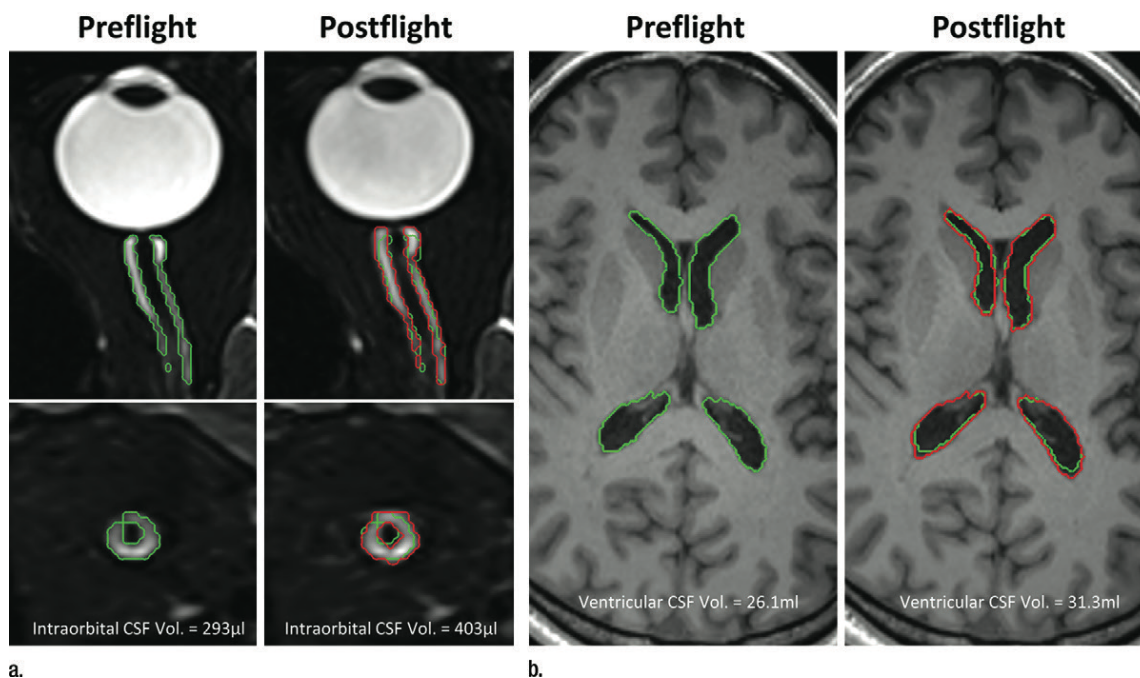 Preflight Postflight Preflight Postflight
Intraorbital CSF Vol. = 293µl
Intraorbital CSF Vol. = 403µl
Ventricular CSF Vol. = 26.1ml
Ventricular CSF Vol. = 31.3ml
a.
b.